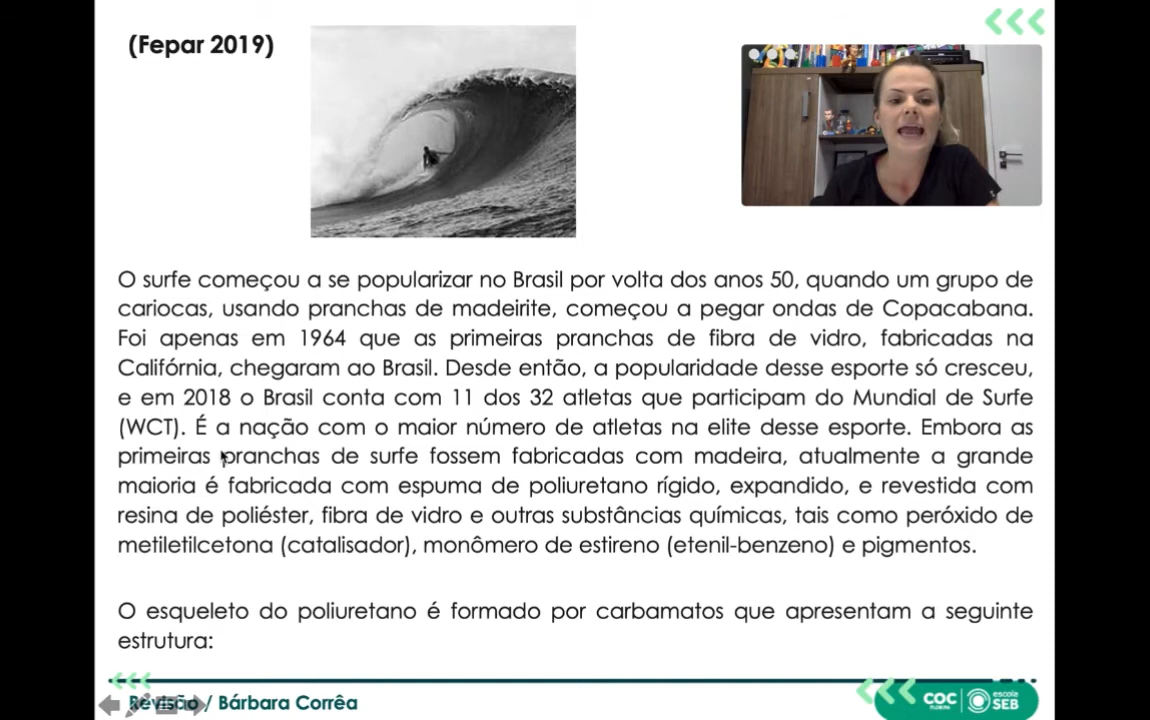 (Fepar 2019)
O surfe começou a se popularizar no Brasil por volta dos anos 50, quando um grupo de
cariocas, usando pranchas de madeirite, começou a pegar ondas de Copacabana.
Foi apenas em 1964 que as primeiras pranchas de fibra de vidro, fabricadas na
Califórnia, chegaram ao Brasil. Desde então, a popularidade desse esporte só cresceu,
e em 2018 o Brasil conta com 11 dos 32 atletas que participam do Mundial de Surfe
(WCT). É a nação com o maior número de atletas na elite desse esporte. Embora as
primeiras pranchas de surfe fossem fabricadas com madeira, atualmente a grande
maioria é fabricada com espuma de poliuretano rígido, expandido, e revestida com
resina de poliéster, fibra de vidro e outras substâncias químicas, tais como peróxido de
metiletilcetona (catalisador), monômero de estireno (etenil-benzeno) e pigmentos.
O esqueleto do poliuretano é formado por carbamatos que apresentam a seguinte
estrutura:
Revisão / Bárbara Corrêa
COC escola SEB